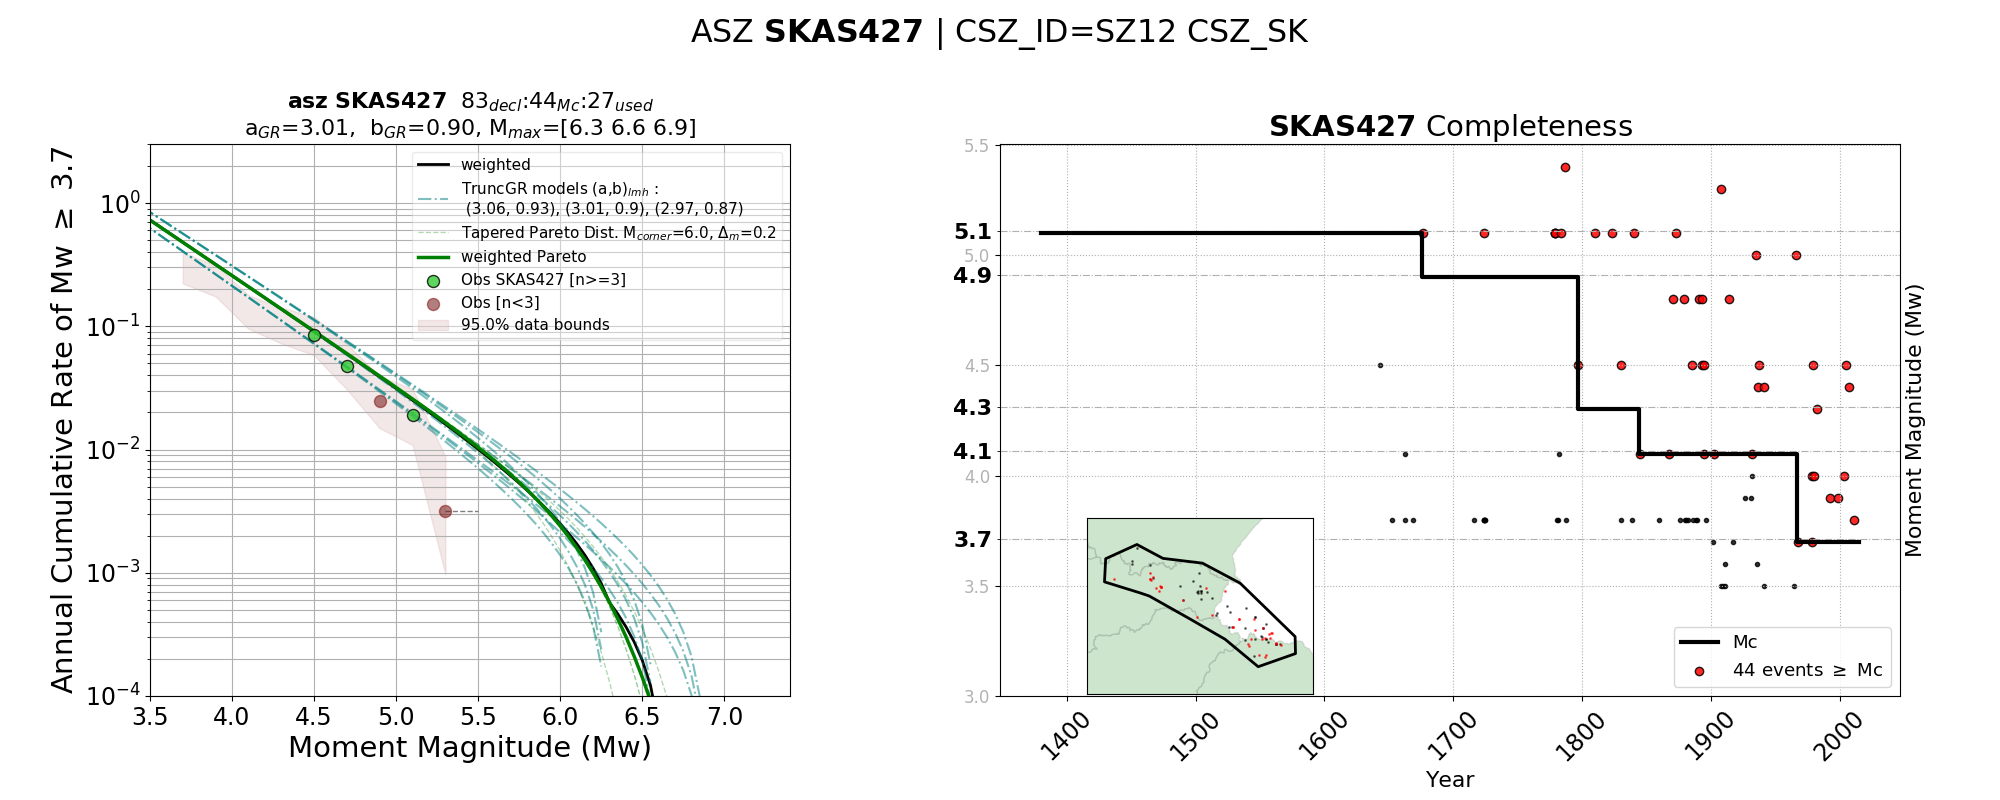 ASZ SKAS427 | CSZ_ID=SZ12 CSZ_SK
asz SKAS427 83decl:44Mc:27used
aGR=3.01, bGR=0.90, Mmax=[6.3 6.6 6.9]
Annual Cumulative Rate of Mw ≥ 3.7
10^0
10^−1
10^−2
10^−3
10^−4
weighted
TruncGR models (a,b)lmh :
(3.06, 0.93), (3.01, 0.9), (2.97, 0.87)
Tapered Pareto Dist. Mcorner=6.0, Δm=0.2
weighted Pareto
Obs SKAS427 [n>=3]
Obs [n<3]
95.0% data bounds
3.5 4.0 4.5 5.0 5.5 6.0 6.5 7.0
Moment Magnitude (Mw)
SKAS427 Completeness
5.5
5.1
5.0
4.9
4.5
4.3
4.1
4.0
3.7
3.5
3.0
Moment Magnitude (Mw)
Mc
44 events ≥ Mc
1400 1500 1600 1700 1800 1900 2000
Year